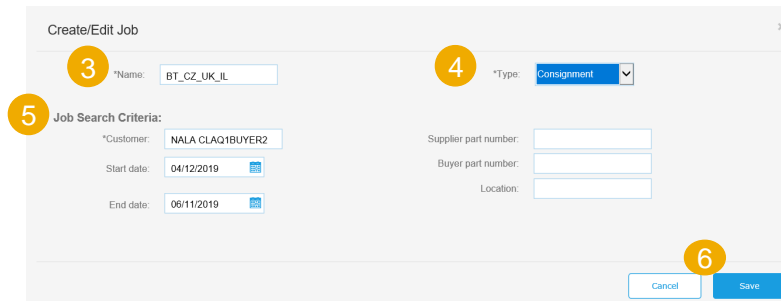 Create/Edit Job
3 *Name: BT_CZ_UK_IL 4 *Type: Consignment
5 Job Search Criteria:
*Customer: NALA CLAQ1BUYER2 Supplier part number:
Start date: 04/12/2019 Buyer part number:
Location:
End date: 06/11/2019
6
Cancel Save